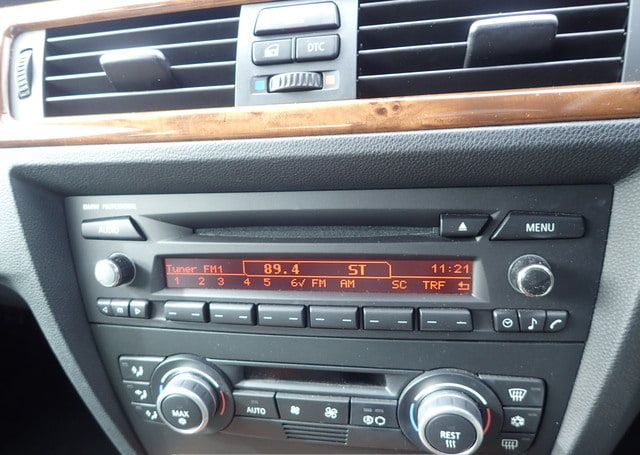 DTC
BMW PROFESSIONAL
AUDIO
MENU
Tuner FM1 89.4 ST 11:21
1 2 3 4 5 6✓ FM AM SC TRF
MAX
AUTO
REST